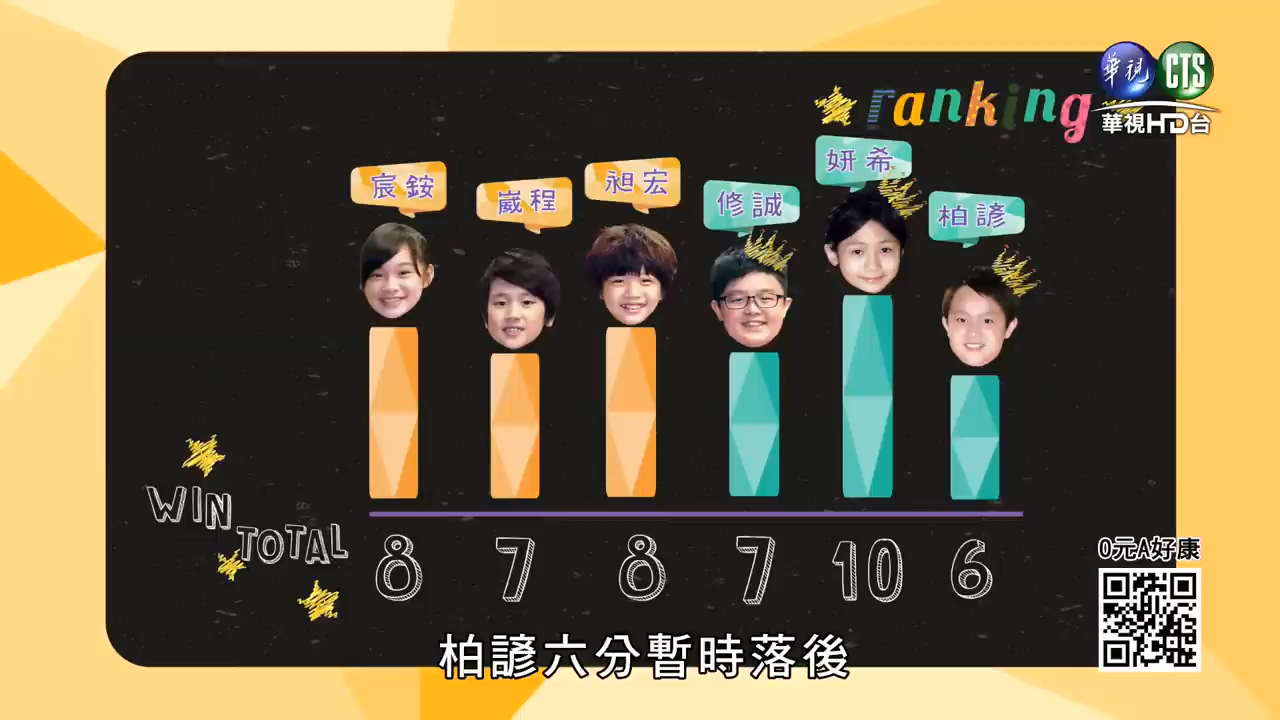 ranking
華視 CTS
華視HD台
宸銨
崴程
昶宏
修誠
妍希
柏諺
WIN
TOTAL
8 7 8 7 10 6
0元A好康
柏諺六分暫時落後